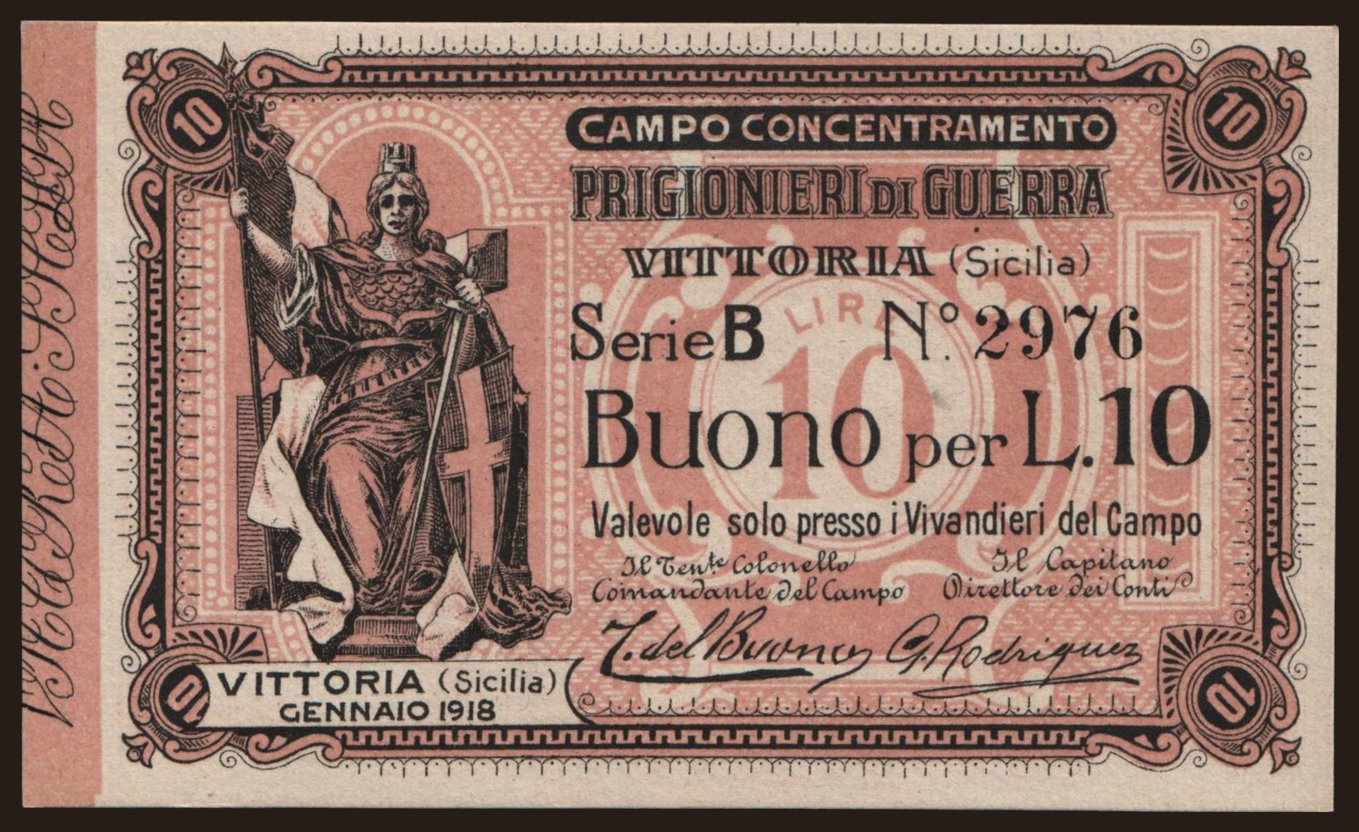 10
10
CAMPO CONCENTRAMENTO
PRIGIONIERI DI GUERRA
VITTORIA (Sicilia)
LIRE
10
Serie B N.º 2976
Buono per L. 10
Valevole solo presso i Vivandieri del Campo
Il Tente Colonello
Comandante del Campo
Il Capitano
Direttore dei Conti
G. Rodriguez
VITTORIA (Sicilia)
GENNAIO 1918
10
10